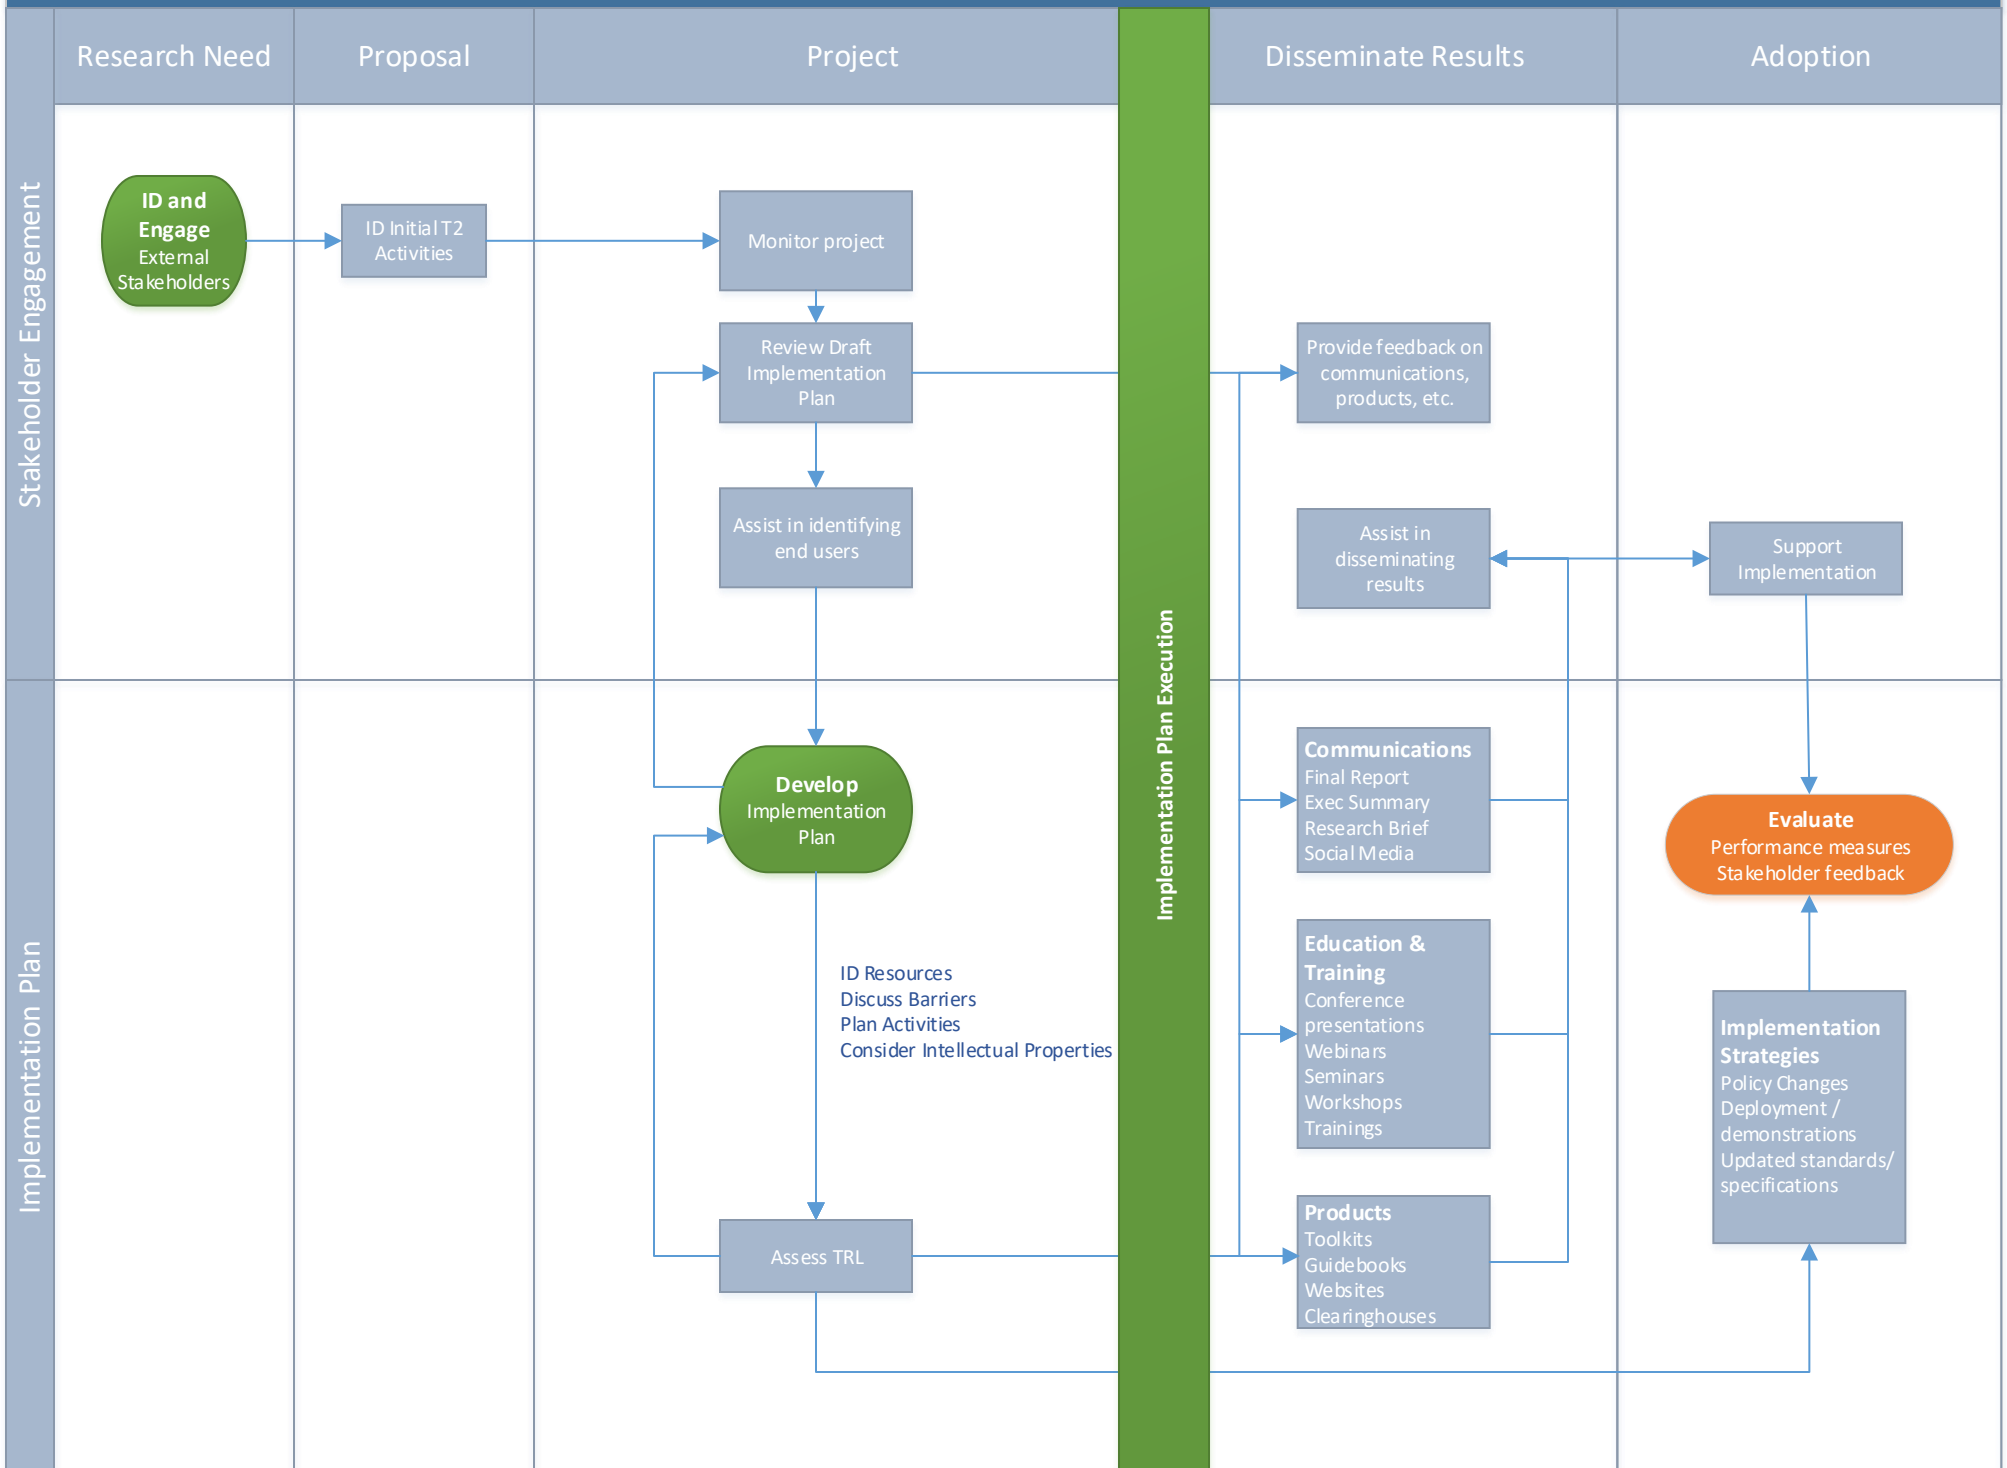 Research Need
Proposal
Project
Disseminate Results
Adoption
Stakeholder Engagement
ID and
Engage
External
Stakeholders
ID Initial T2
Activities
Monitor project
Review Draft
Implementation
Plan
Assist in identifying
end users
Provide feedback on
communications,
products, etc.
Assist in
disseminating
results
Support
Implementation
Implementation Plan Execution
Implementation Plan
Develop
Implementation
Plan
ID Resources
Discuss Barriers
Plan Activities
Consider Intellectual Properties
Assess TRL
Communications
Final Report
Exec Summary
Research Brief
Social Media
Education &
Training
Conference
presentations
Webinars
Seminars
Workshops
Trainings
Products
Toolkits
Guidebooks
Websites
Clearinghouses
Evaluate
Performance measures
Stakeholder feedback
Implementation
Strategies
Policy Changes
Deployment /
demonstrations
Updated standards/
specifications